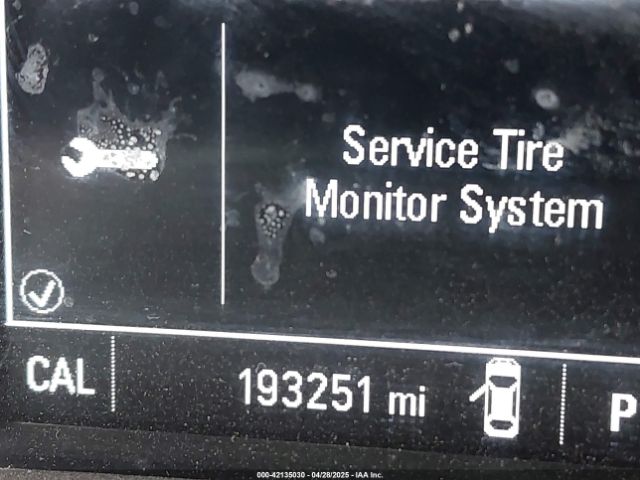 Service Tire
Monitor System
CAL
193251 mi
P
000-42135030 - 04/28/2025 - IAA Inc.